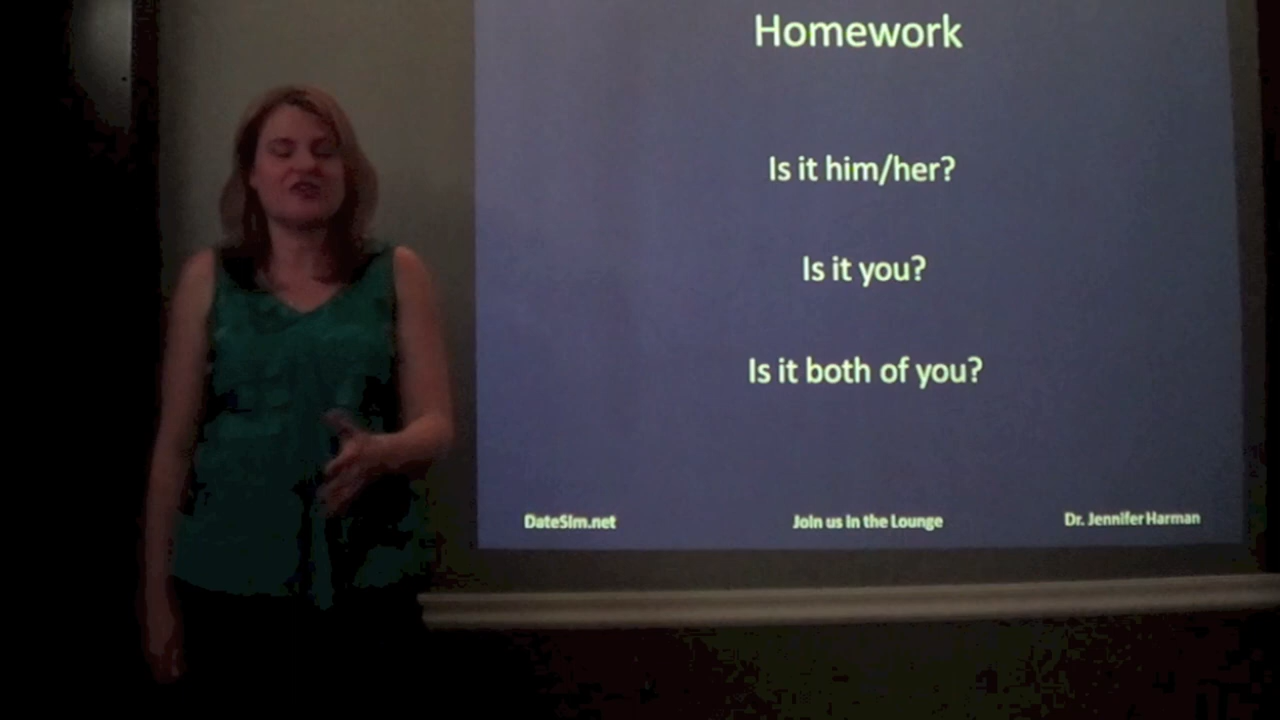 Homework
Is it him/her?
Is it you?
Is it both of you?
DateSim.net
Join us in the Lounge
Dr. Jennifer Harman